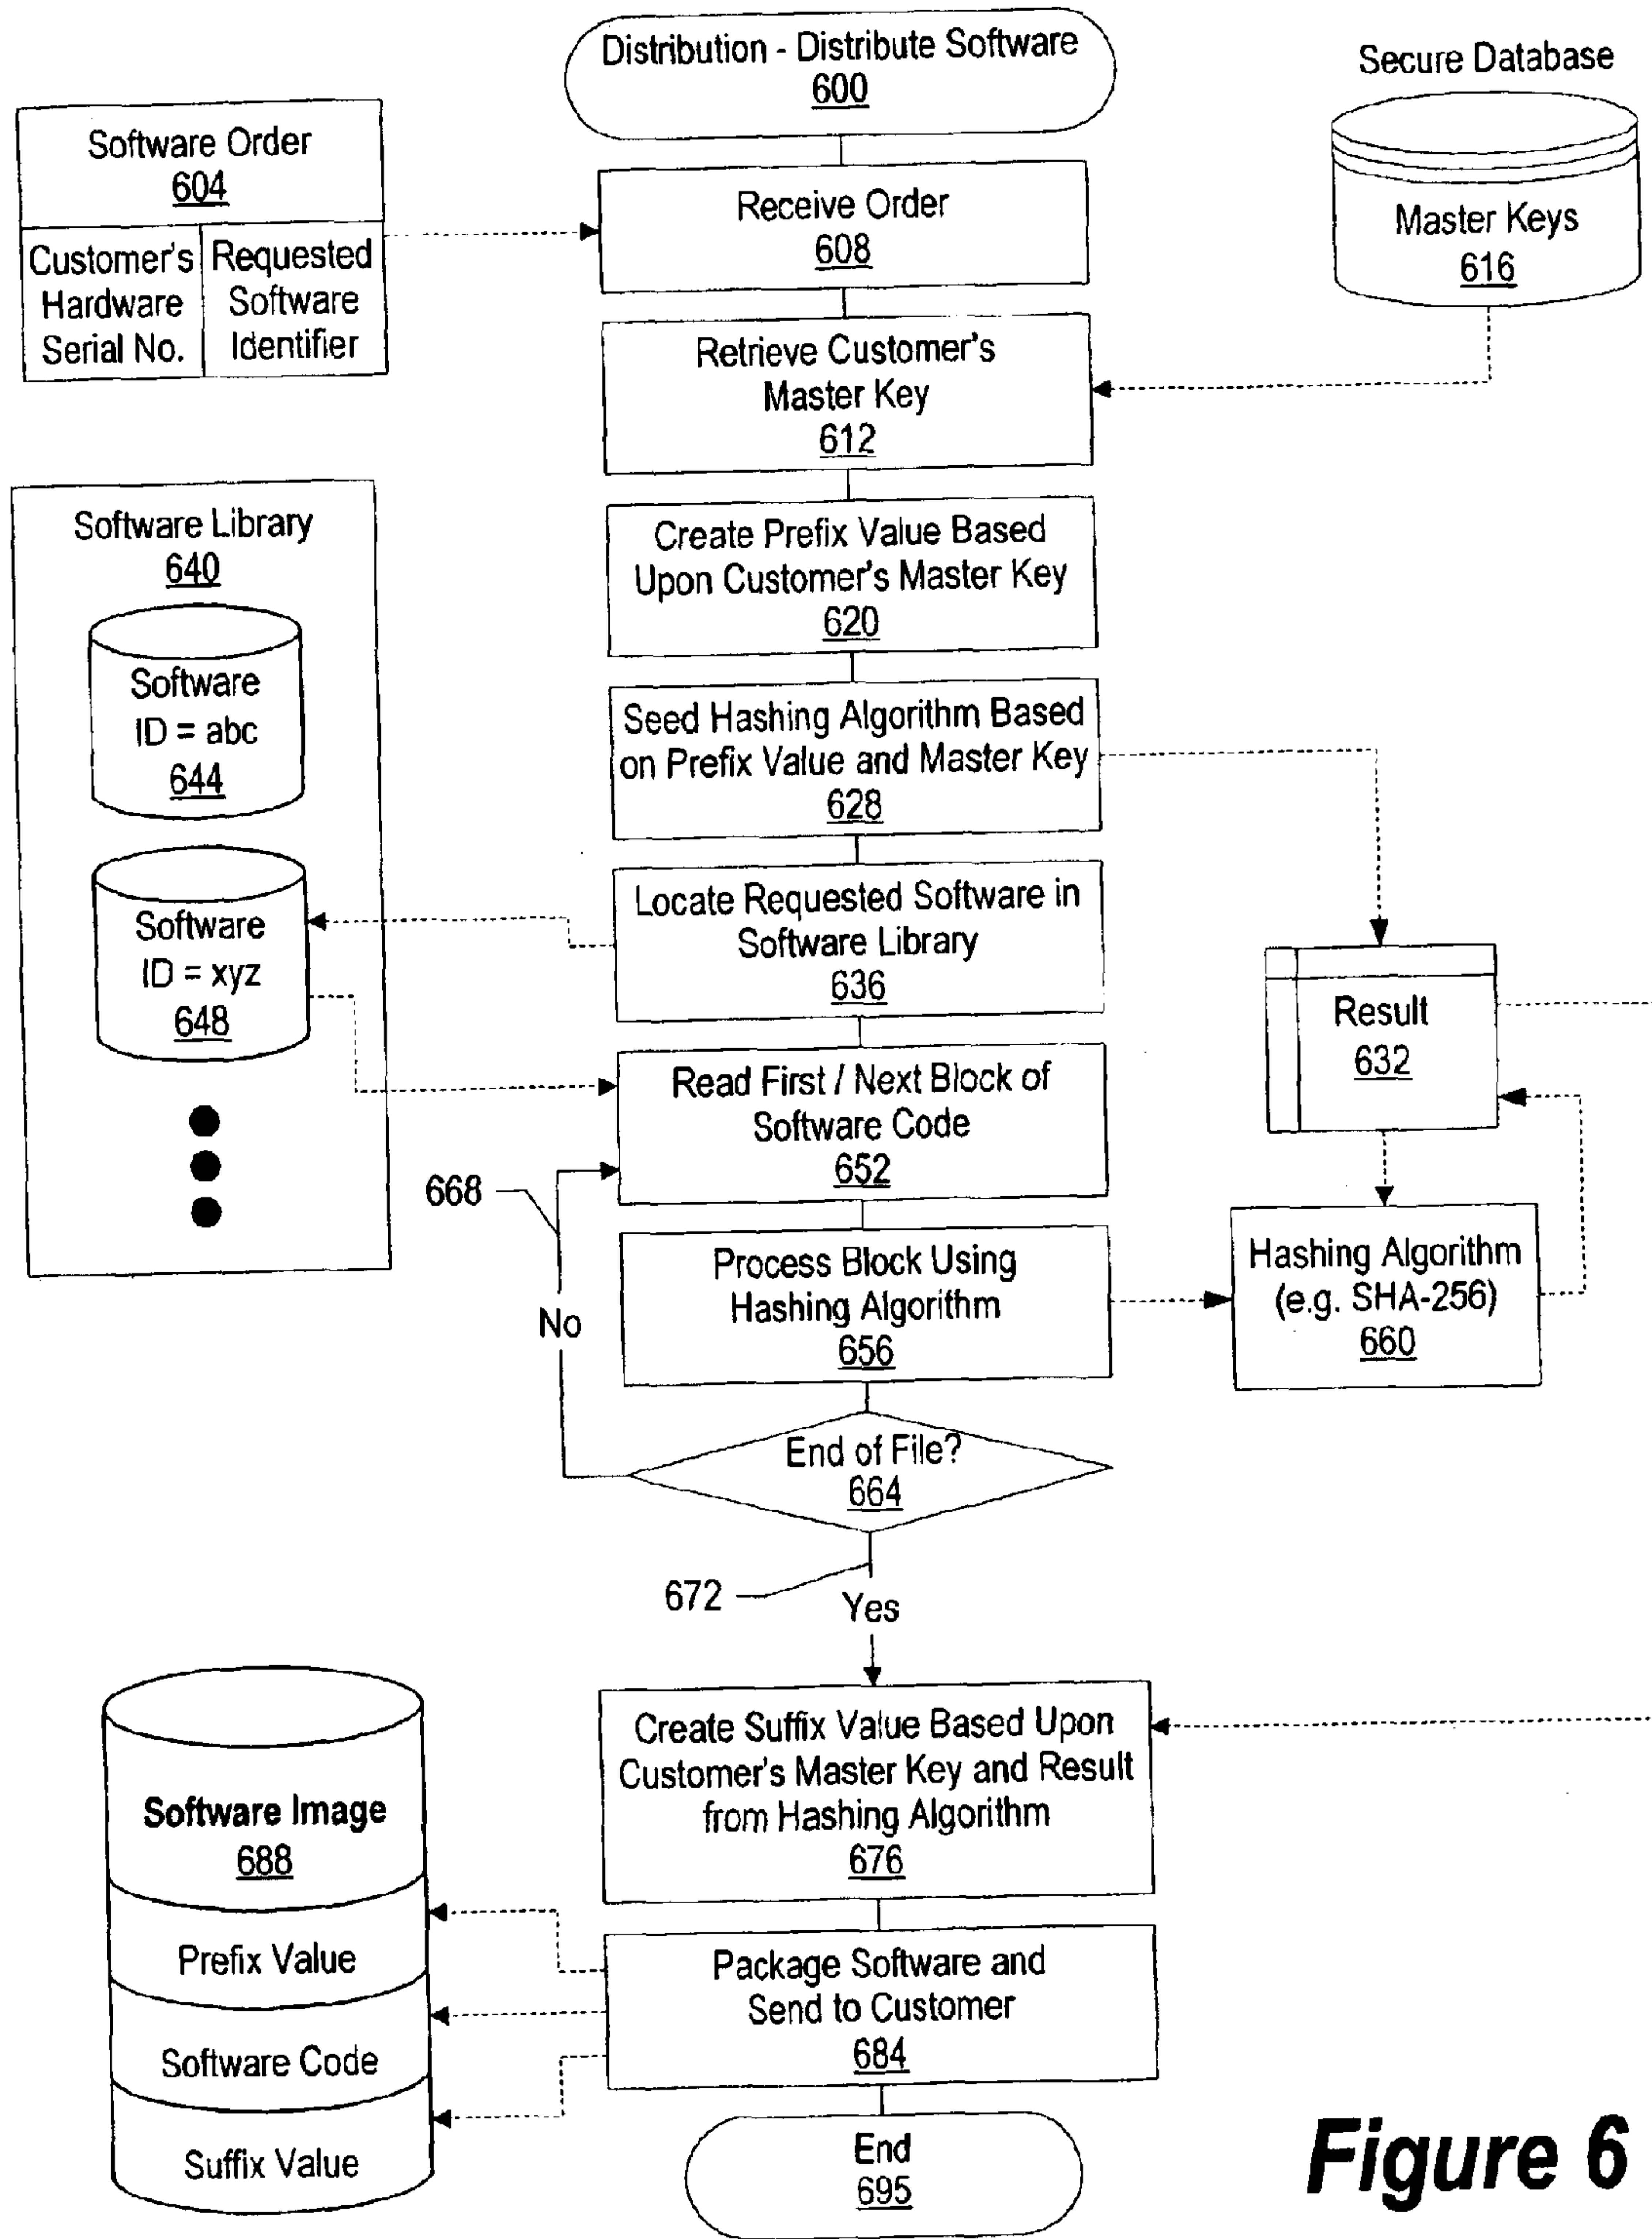 Distribution - Distribute Software
600
Secure Database
Master Keys
616
Software Order
604
Customer's
Hardware
Serial No.
Requested
Software
Identifier
Receive Order
608
Retrieve Customer's
Master Key
612
Create Prefix Value Based
Upon Customer's Master Key
620
Seed Hashing Algorithm Based
on Prefix Value and Master Key
628
Software Library
640
Software
ID = abc
644
Software
ID = xyz
648
Locate Requested Software in
Software Library
636
Result
632
Read First / Next Block of
Software Code
652
668
No
Process Block Using
Hashing Algorithm
656
Hashing Algorithm
(e.g. SHA-256)
660
End of File?
664
672
Yes
Create Suffix Value Based Upon
Customer's Master Key and Result
from Hashing Algorithm
676
Software Image
688
Prefix Value
Software Code
Suffix Value
Package Software and
Send to Customer
684
End
695
Figure 6